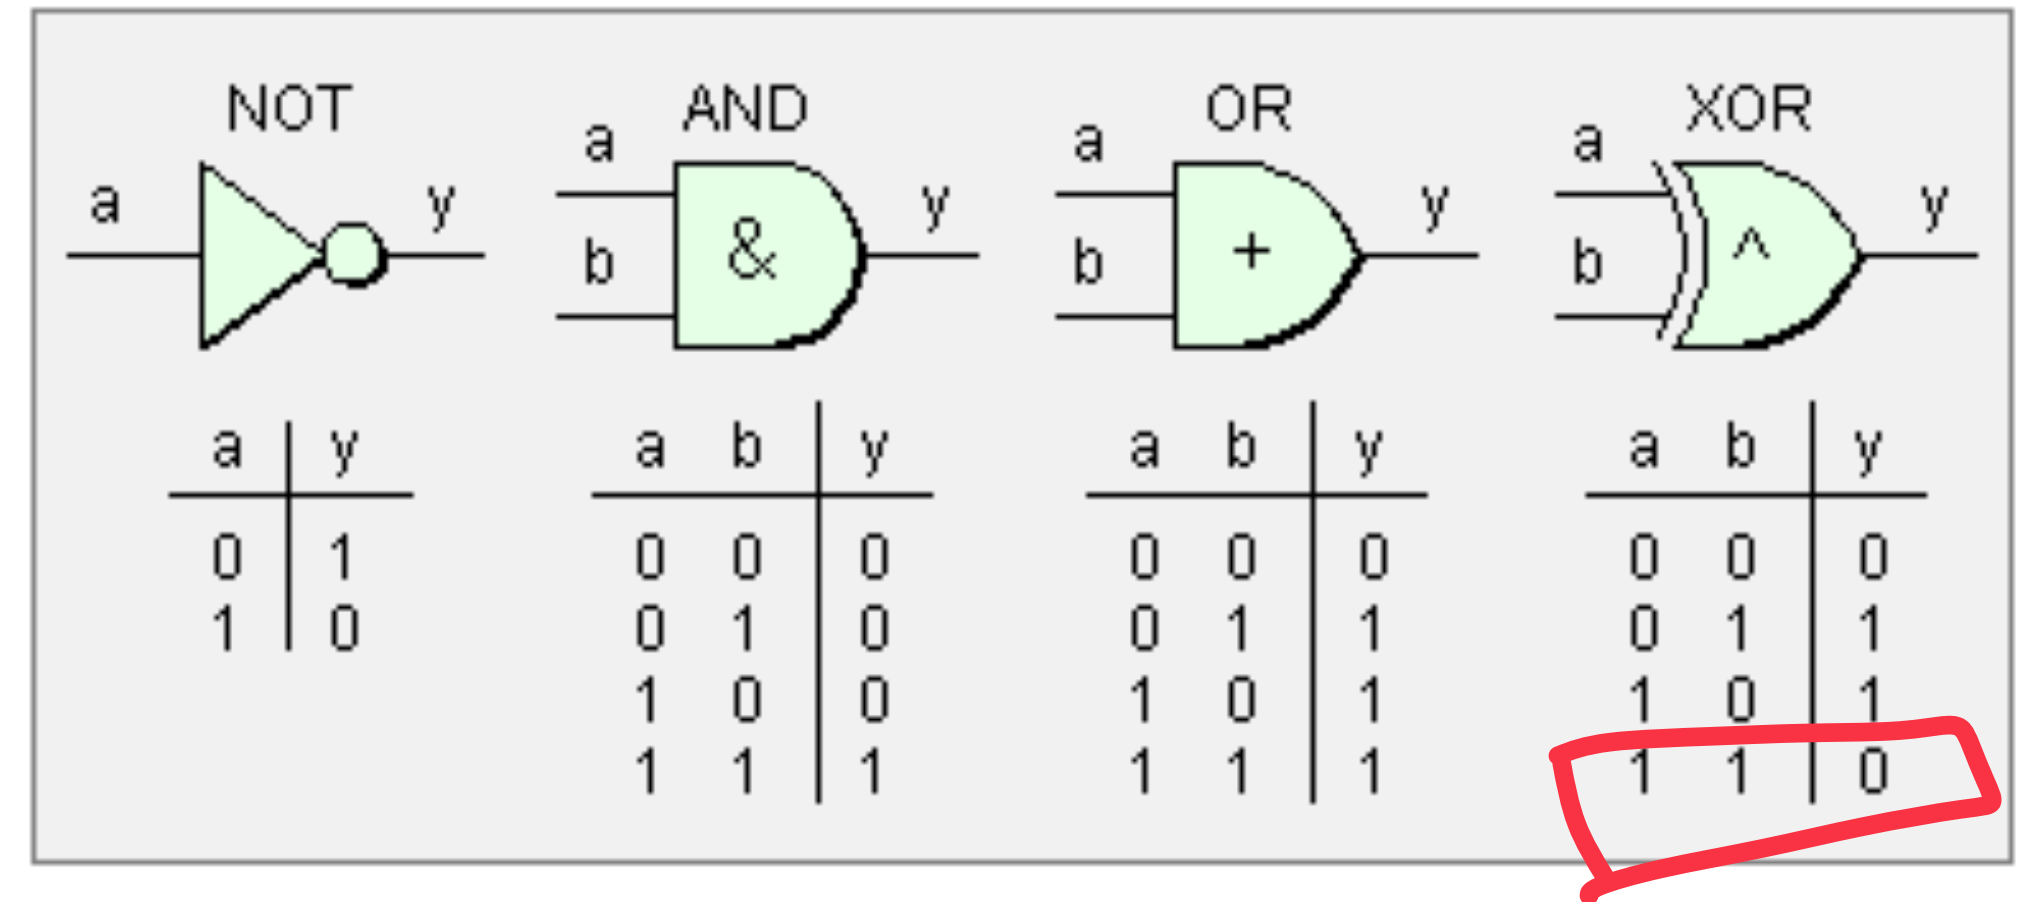 NOT AND OR XOR
a y
a b & y
a b + y
a b ^ y
a y
0 1
1 0
a b y
0 0 0
0 1 0
1 0 0
1 1 1
a b y
0 0 0
0 1 1
1 0 1
1 1 1
a b y
0 0 0
0 1 1
1 0 1
1 1 0